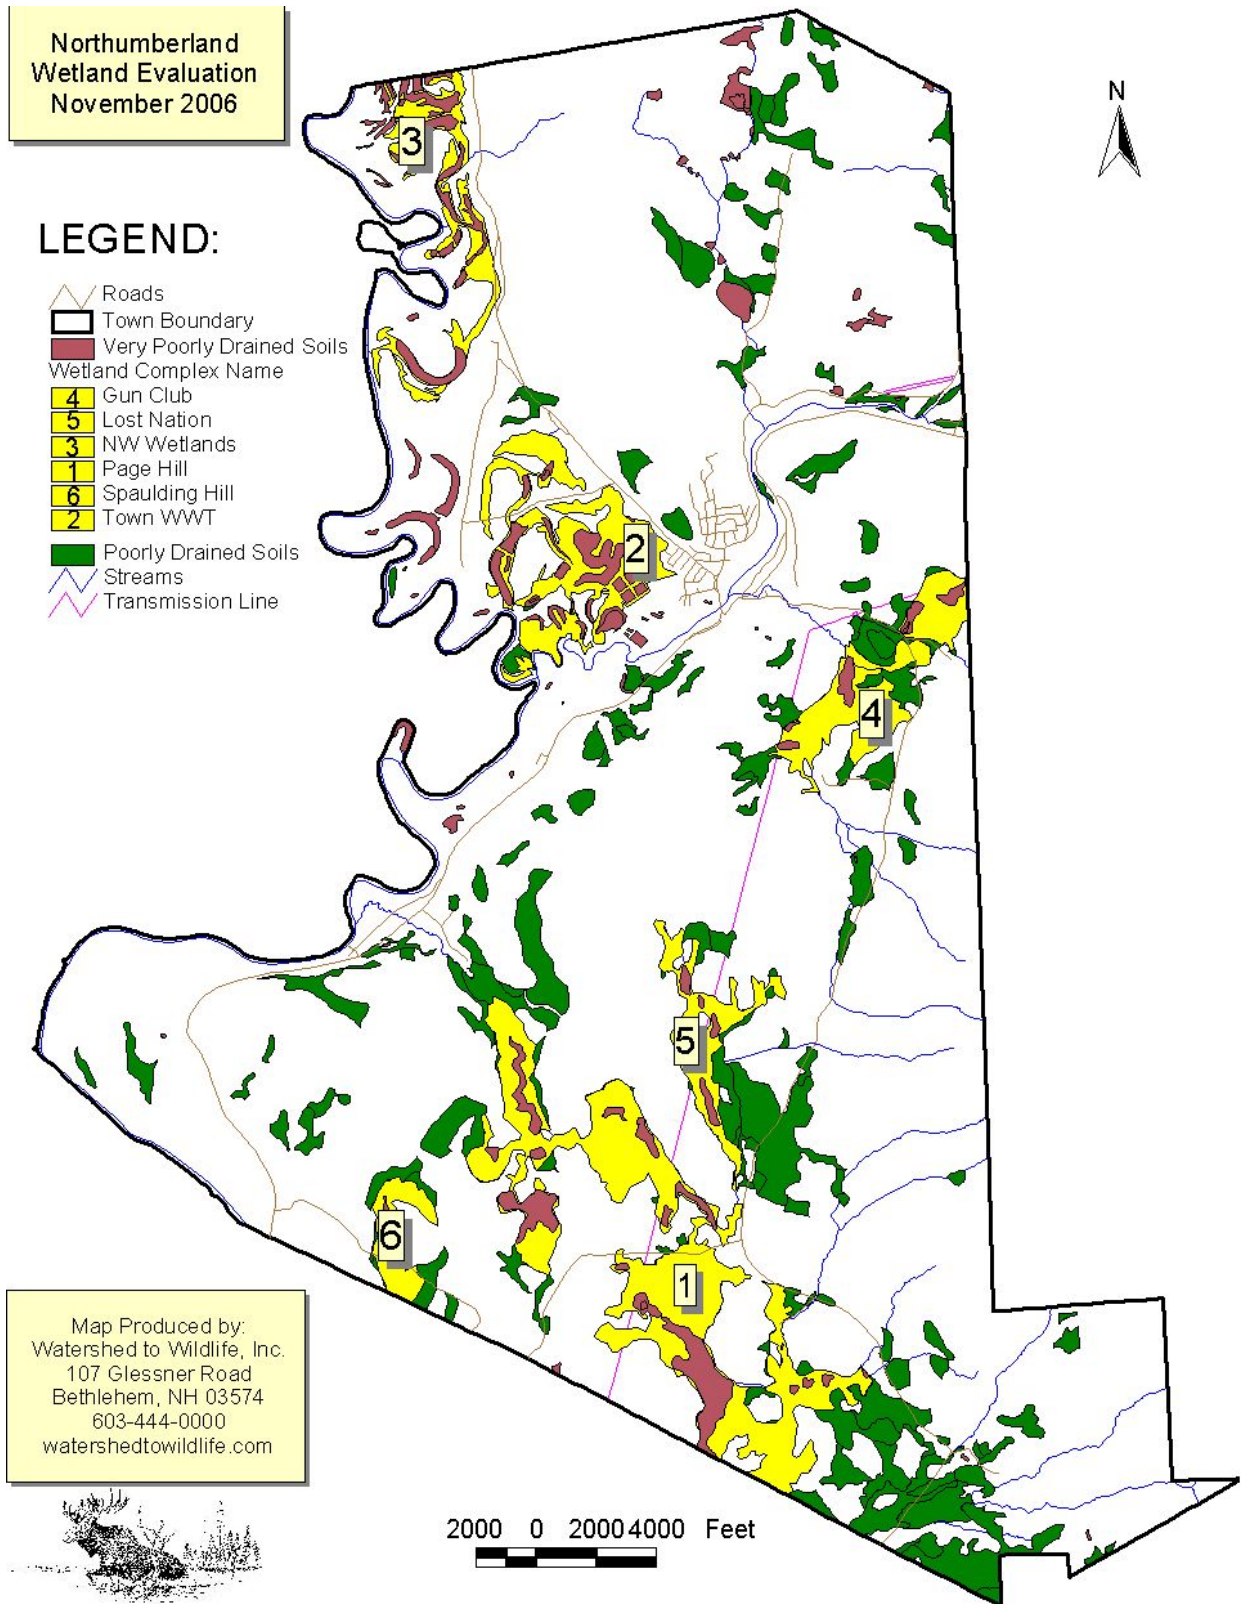 Northumberland
Wetland Evaluation
November 2006
N
LEGEND:
Roads
Town Boundary
Very Poorly Drained Soils
Wetland Complex Name
4 Gun Club
5 Lost Nation
3 NW Wetlands
1 Page Hill
6 Spaulding Hill
2 Town WWT
Poorly Drained Soils
Streams
Transmission Line
3
2
4
5
6
1
Map Produced by:
Watershed to Wildlife, Inc.
107 Glessner Road
Bethlehem, NH 03574
603-444-0000
watershedtowildlife.com
2000 0 2000 4000 Feet